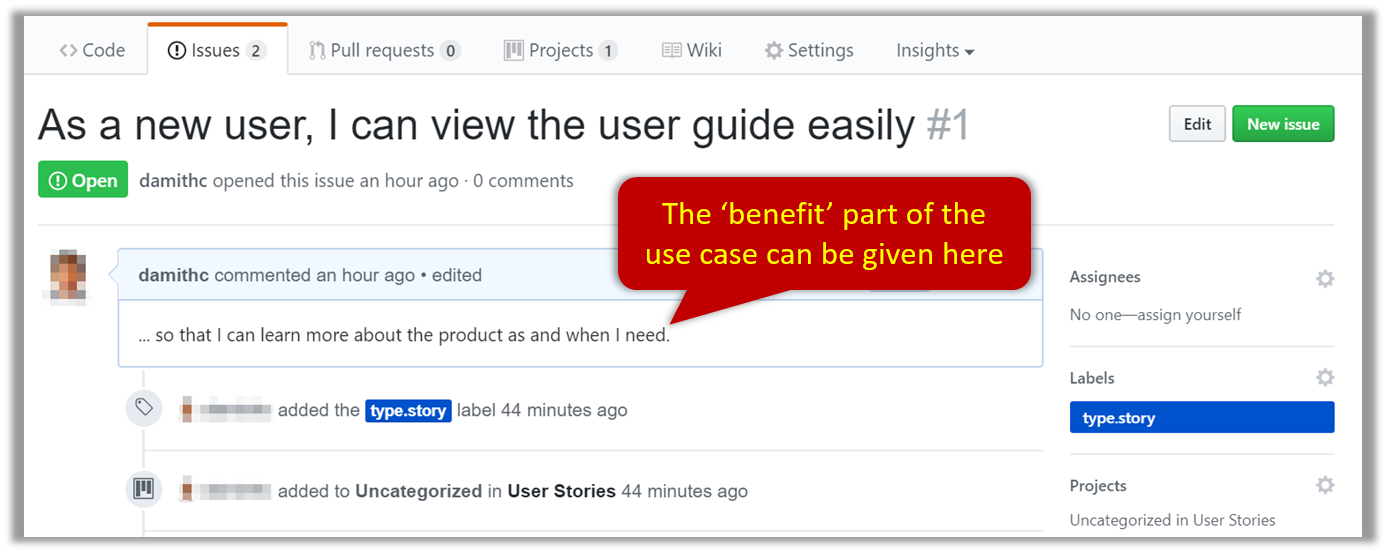 Code Issues 2 Pull requests 0 Projects 1 Wiki Settings Insights
As a new user, I can view the user guide easily #1
Edit New issue
Open damithc opened this issue an hour ago · 0 comments
The ‘benefit’ part of the
use case can be given here
damithc commented an hour ago • edited
... so that I can learn more about the product as and when I need.
added the type.story label 44 minutes ago
added to Uncategorized in User Stories 44 minutes ago
Assignees
No one—assign yourself
Labels
type.story
Projects
Uncategorized in User Stories